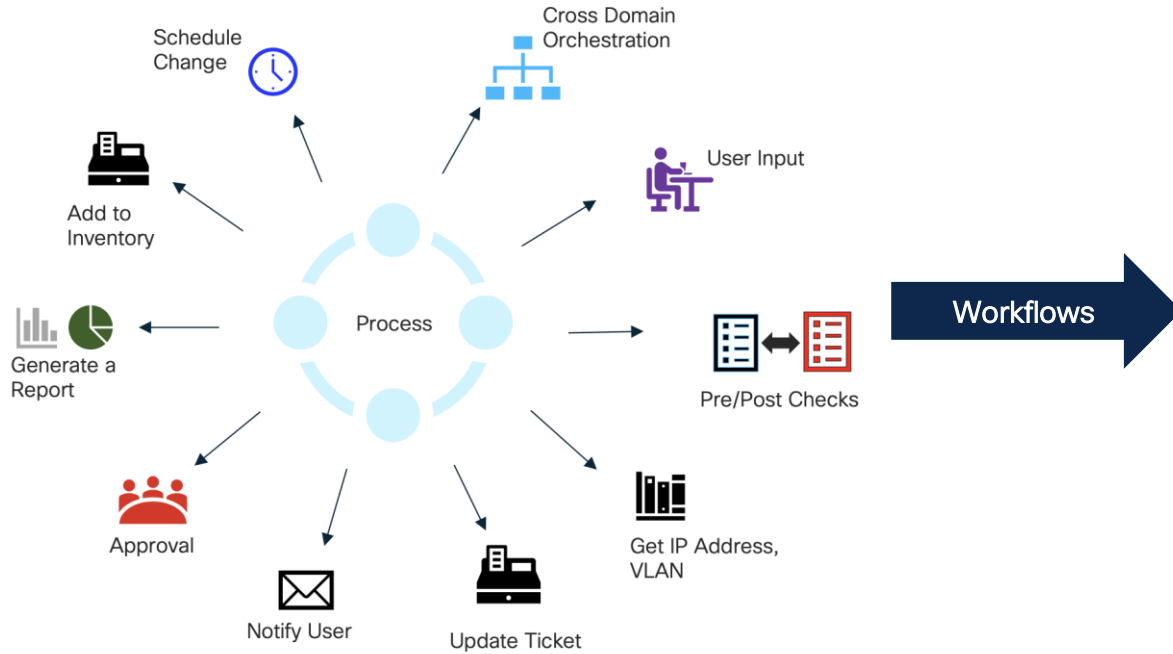 Schedule
Change
Cross Domain
Orchestration
User Input
Add to
Inventory
Process
Workflows
Generate a
Report
Pre/Post Checks
Approval
Get IP Address,
VLAN
Notify User
Update Ticket